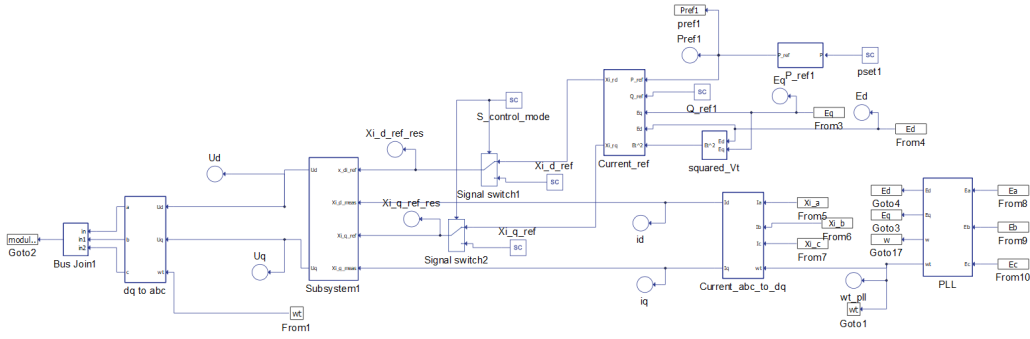 Pref1
pref1
Pref1
P_ref
P
P_ref1
SC
pset1
Xi_rd
P_ref
Q_ref
Eq
Ed
Et^2
Xi_rq
Current_ref
SC
Q_ref1
Eq
Ed
Eq
From3
Ed
From4
Ed
Eq
Et^2
squared_Vt
SC
S_control_mode
Xi_d_ref_res
Signal switch1
Xi_d_ref
SC
Xi_q_ref_res
Signal switch2
Xi_q_ref
SC
Ud
Uq
Ud
Uq
x_di_ref
Xi_d_meas
Xi_q_ref
Xi_q_meas
Subsystem1
modul..
Goto2
in
in1
in2
Bus Join1
a
b
c
Ud
Uq
wt
dq to abc
wt
From1
id
iq
Id
Iq
Ia
Ib
Ic
wt
Current_abc_to_dq
Xi_a
From5
Xi_b
From6
Xi_c
From7
Ed
Goto4
Eq
Goto3
w
Goto17
wt_pll
wt
Goto1
Ed
Eq
w
wt
Ea
Eb
Ec
PLL
Ea
From8
Eb
From9
Ec
From10